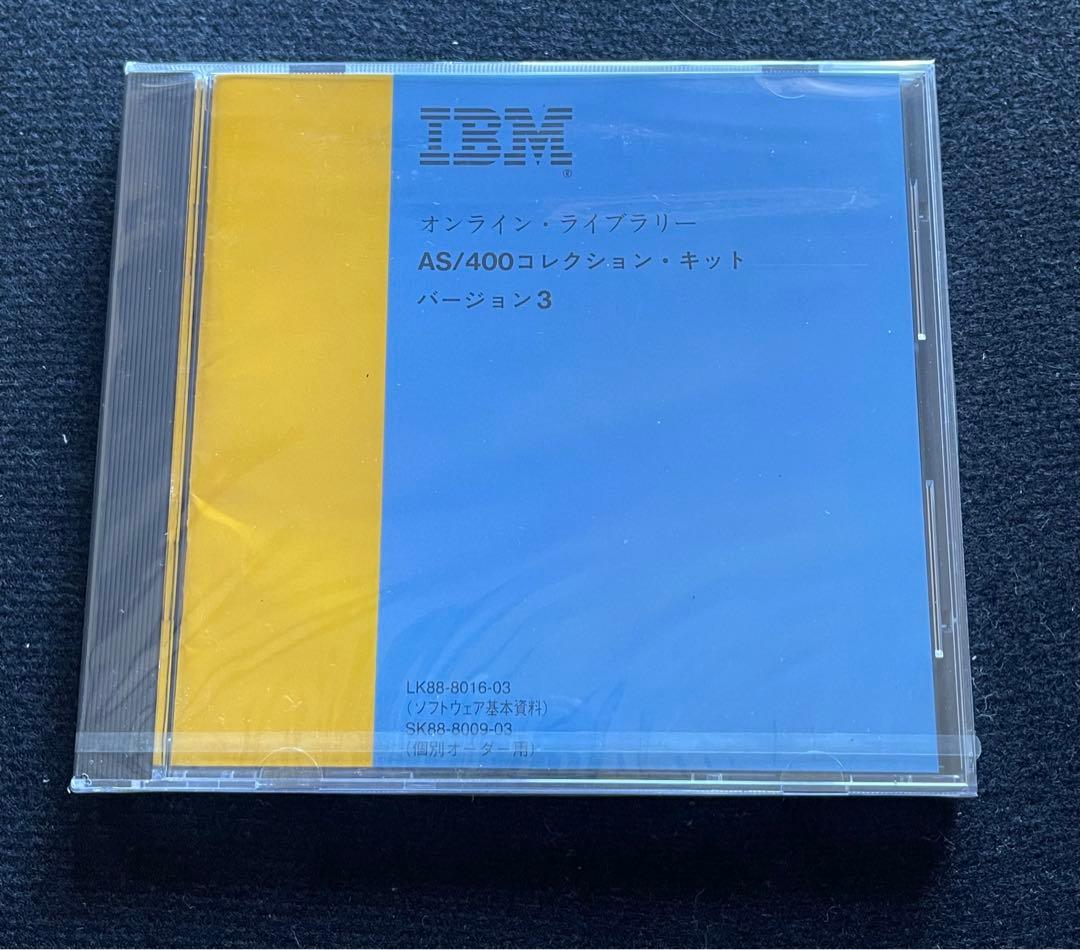 IBM
®
オンライン・ライブラリー
AS/400コレクション・キット
バージョン3
LK88-8016-03
(ソフトウェア基本資料)
SK88-8009-03
(個別オーダー用)